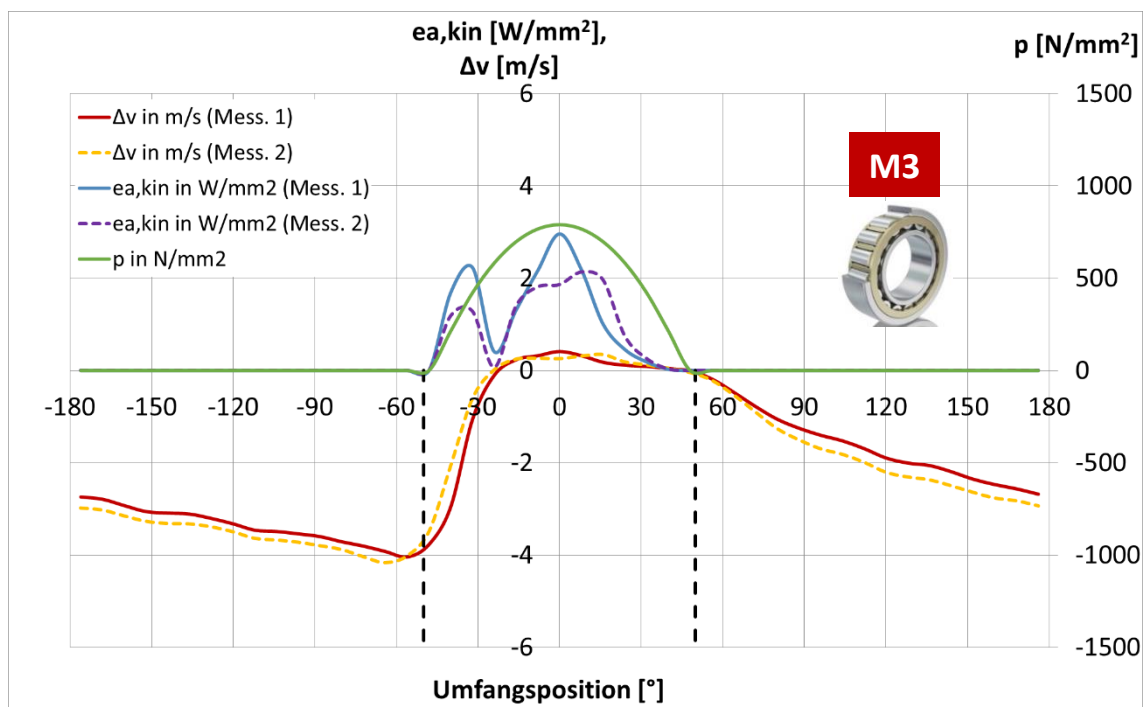 ea,kin [W/mm²],
Δv [m/s]
p [N/mm²]
6
1500
Δv in m/s (Mess. 1)
Δv in m/s (Mess. 2)
ea,kin in W/mm2 (Mess. 1)
ea,kin in W/mm2 (Mess. 2)
p in N/mm2
M3
4
1000
2
500
0
0
-180 -150 -120 -90 -60 -30 0 30 60 90 120 150 180
-2
-500
-4
-1000
-6
-1500
Umfangsposition [°]